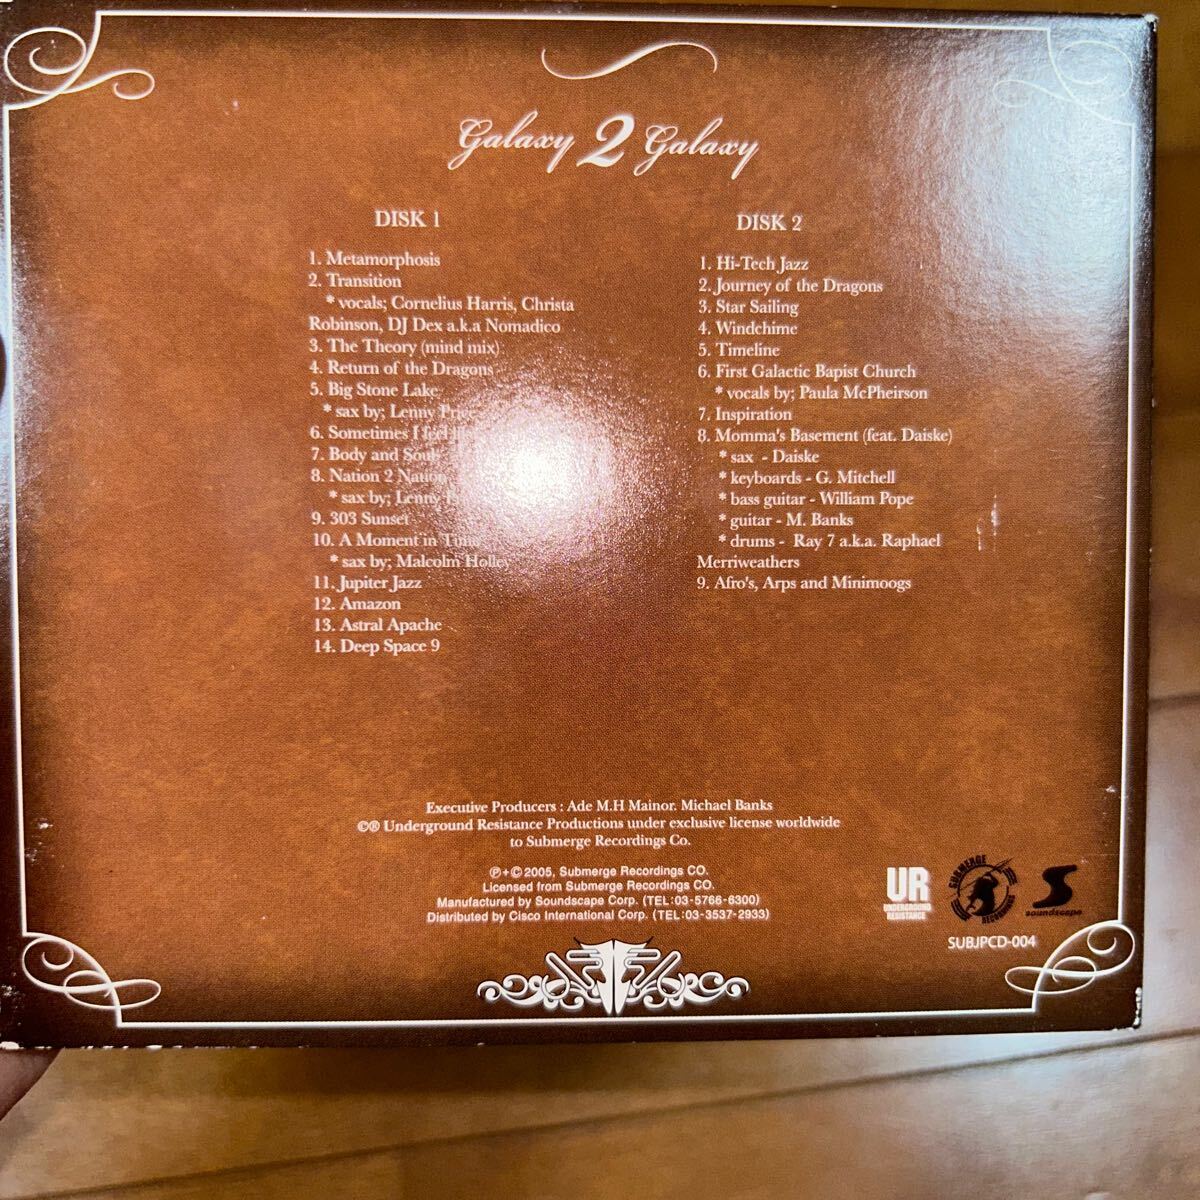 Galaxy 2 Galaxy
DISK 1
1. Metamorphosis
2. Transition
* vocals; Cornelius Harris, Christa
Robinson, DJ Dex a.k.a Nomadico
3. The Theory (mind mix)
4. Return of the Dragons
5. Big Stone Lake
* sax by; Lenny Price
6. Sometimes I feel
7. Body and Soul
8. Nation 2 Nation
* sax by; Lenny
9. 303 Sunset
10. A Moment in Time
* sax by; Malcolm Holley
11. Jupiter Jazz
12. Amazon
13. Astral Apache
14. Deep Space 9
DISK 2
1. Hi-Tech Jazz
2. Journey of the Dragons
3. Star Sailing
4. Windchime
5. Timeline
6. First Galactic Bapist Church
* vocals by; Paula McPheirson
7. Inspiration
8. Momma's Basement (feat. Daiske)
* sax - Daiske
* keyboards - G. Mitchell
* bass guitar - William Pope
* guitar - M. Banks
* drums - Ray 7 a.k.a. Raphael
Merriweathers
9. Afro's, Arps and Minimoogs
Executive Producers : Ade M.H Mainor. Michael Banks
©® Underground Resistance Productions under exclusive license worldwide
to Submerge Recordings Co.
℗+© 2005, Submerge Recordings CO.
Licensed from Submerge Recordings CO.
Manufactured by Soundscape Corp. (TEL:03-5766-6300)
Distributed by Cisco International Corp. (TEL:03-3537-2933)
UR
UNDERGROUND
RESISTANCE
SUBMERGE
RECORDINGS
S
soundscape
SUBJPCD-004